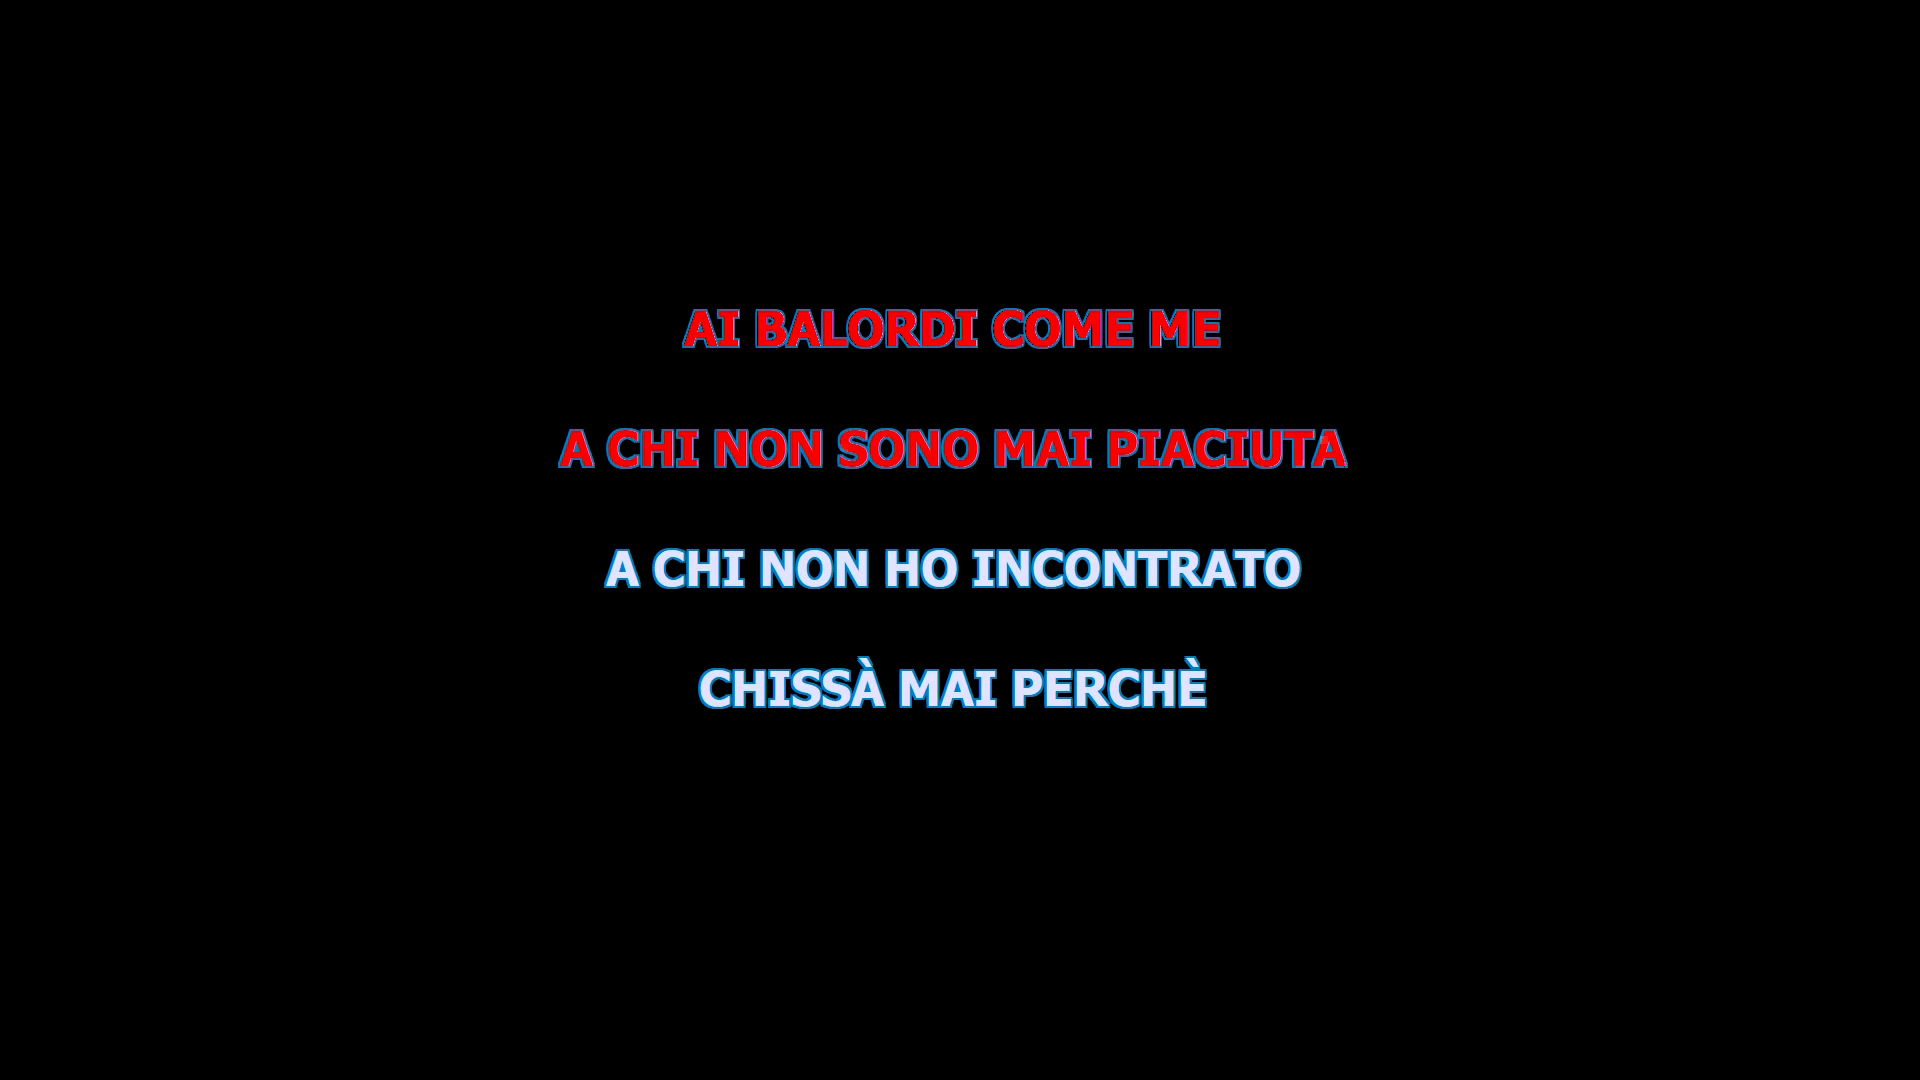 AI BALORDI COME ME
A CHI NON SONO MAI PIACIUTA
A CHI NON HO INCONTRATO
CHISSÀ MAI PERCHÈ